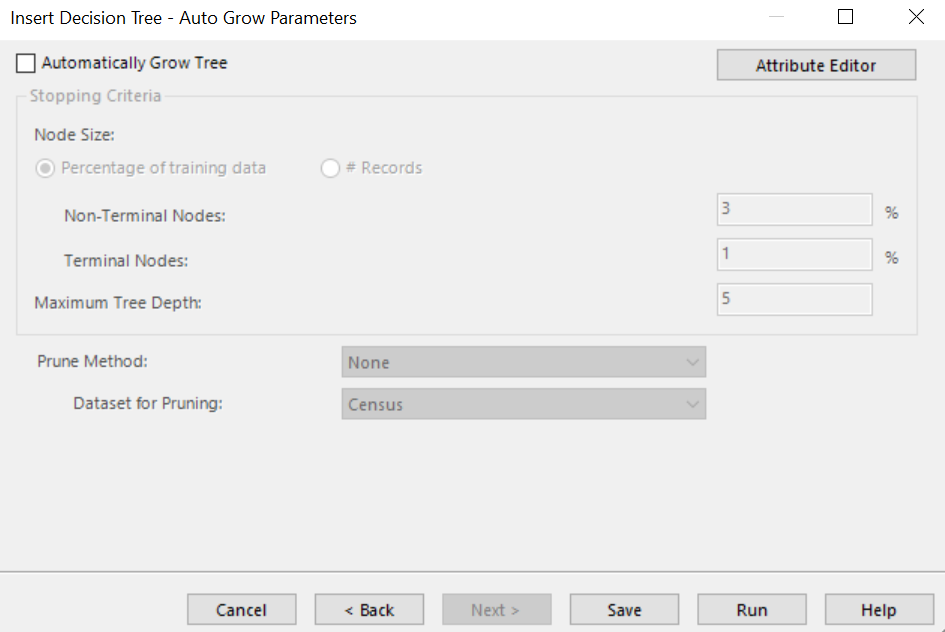 Insert Decision Tree - Auto Grow Parameters
Automatically Grow Tree
Attribute Editor
Stopping Criteria
Node Size:
Percentage of training data # Records
Non-Terminal Nodes: 3 %
Terminal Nodes: 1 %
Maximum Tree Depth: 5
Prune Method: None
Dataset for Pruning: Census
Cancel < Back Next > Save Run Help